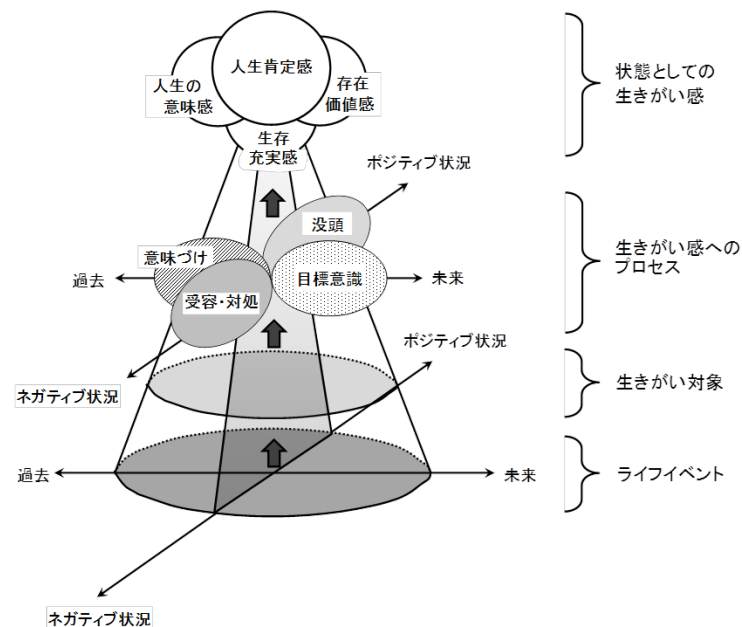 人生肯定感
人生の
意味感
存在
価値感
生存
充実感
状態としての
生きがい感
ポジティブ状況
没頭
意味づけ
過去
目標意識
未来
受容・対処
生きがい感への
プロセス
ポジティブ状況
ネガティブ状況
生きがい対象
過去
未来
ライフイベント
ネガティブ状況